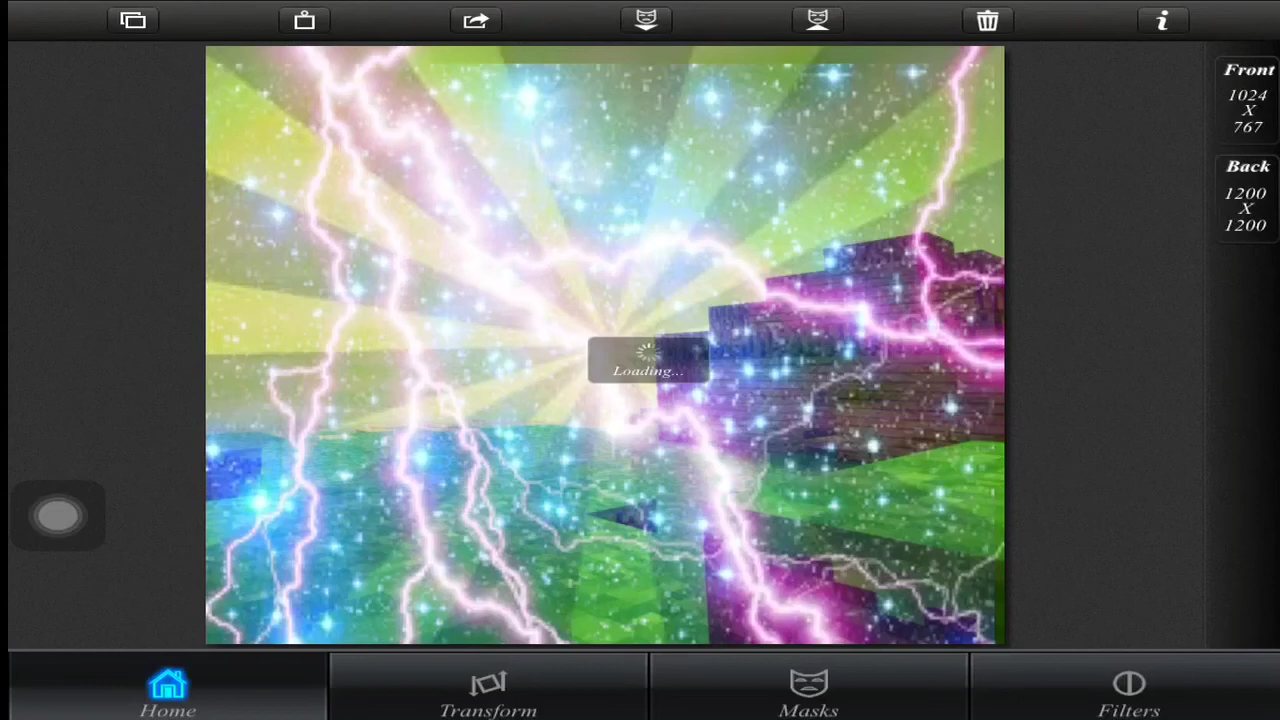 Front
1024
X
767
Back
1200
X
1200
Loading...
Home
Transform
Masks
Filters